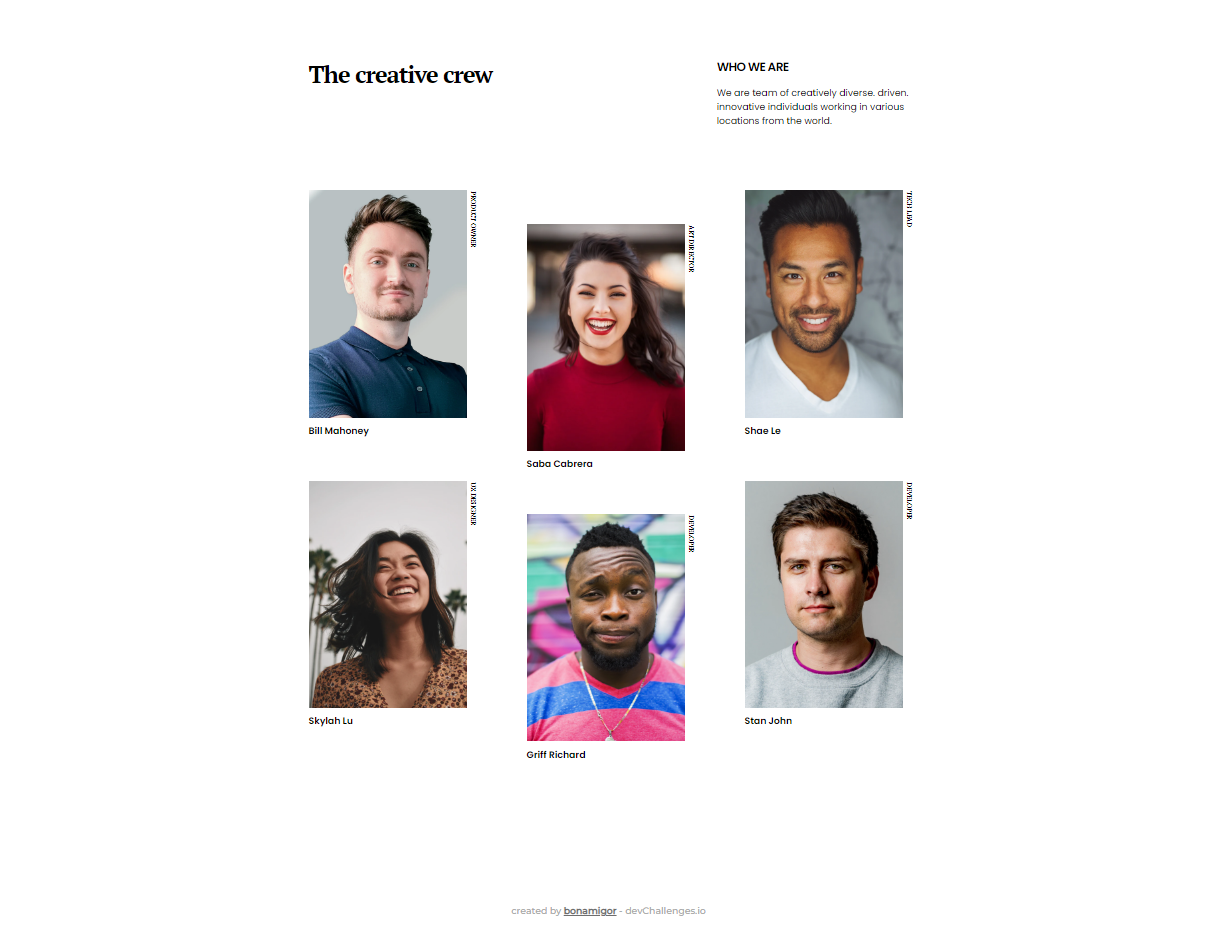 The creative crew
WHO WE ARE
We are team of creatively diverse. driven.
innovative individuals working in various
locations from the world.
PRODUCT OWNER
Bill Mahoney
ART DIRECTOR
Saba Cabrera
TECH LEAD
Shae Le
UX DESIGNER
Skylah Lu
DEVELOPER
Griff Richard
DEVELOPER
Stan John
created by bonamigor - devChallenges.io